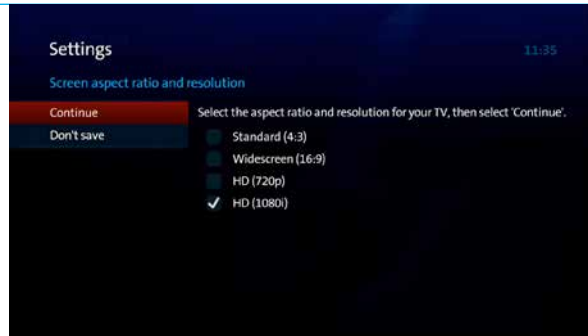 Settings
11:35
Screen aspect ratio and resolution
Continue
Select the aspect ratio and resolution for your TV, then select 'Continue'.
Don't save
Standard (4:3)
Widescreen (16:9)
HD (720p)
HD (1080i)